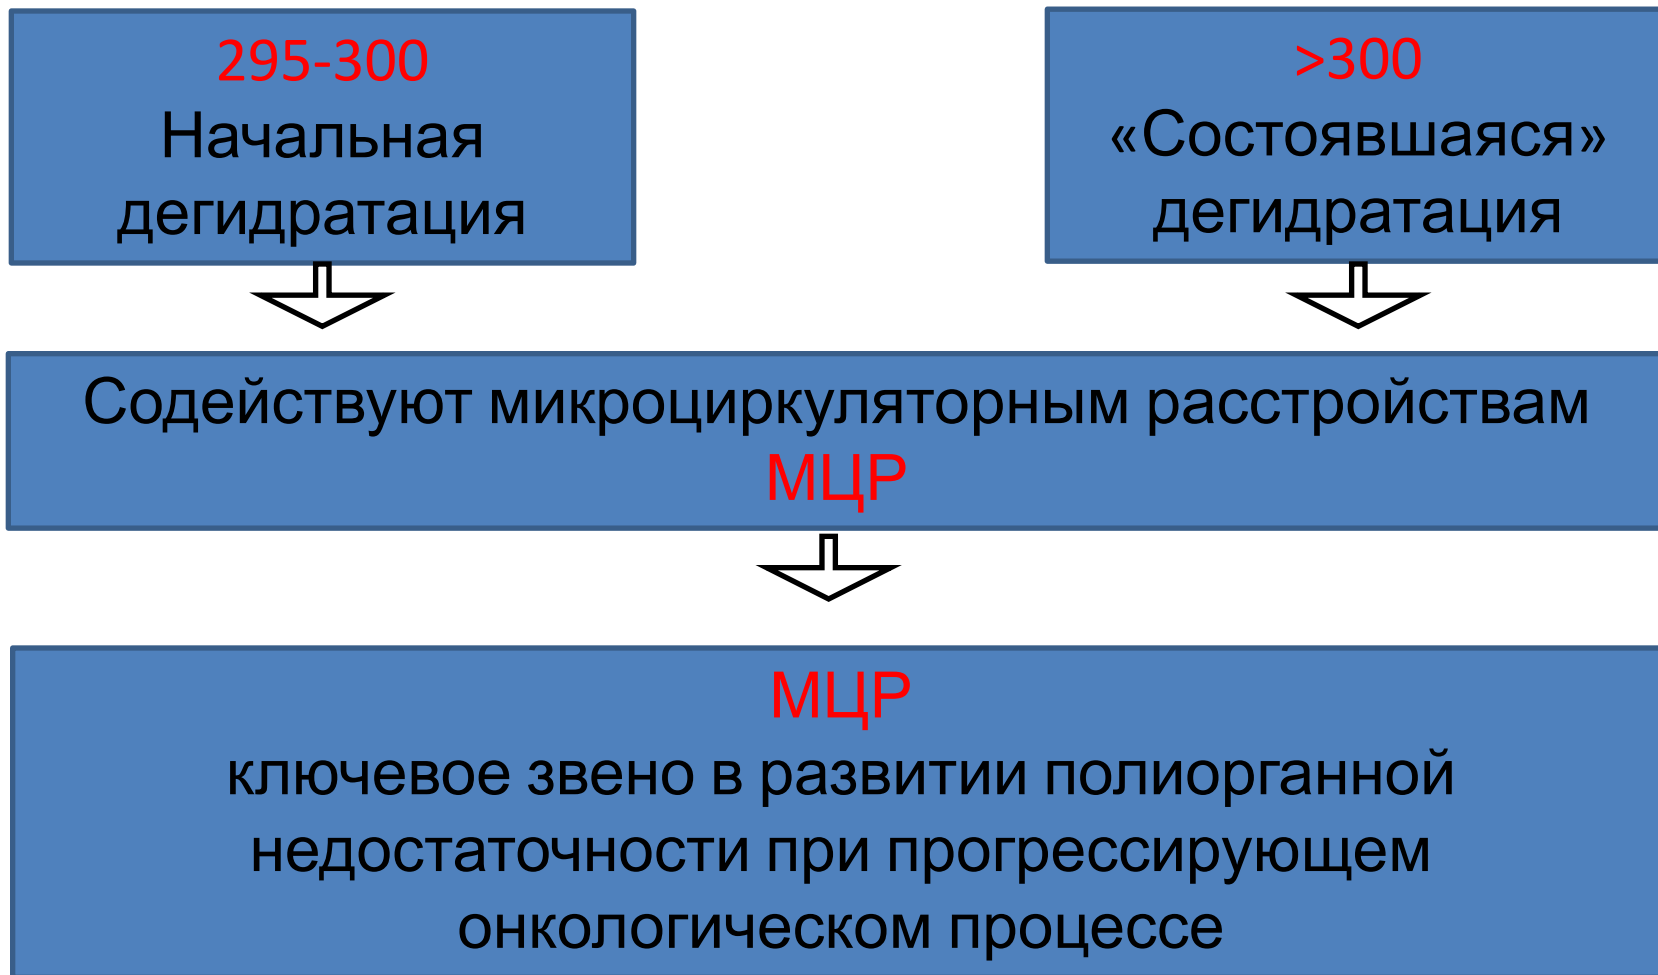 295-300
Начальная
дегидратация
>300
«Состоявшаяся»
дегидратация
Содействуют микроциркуляторным расстройствам
МЦР
МЦР
ключевое звено в развитии полиорганной
недостаточности при прогрессирующем
онкологическом процессе